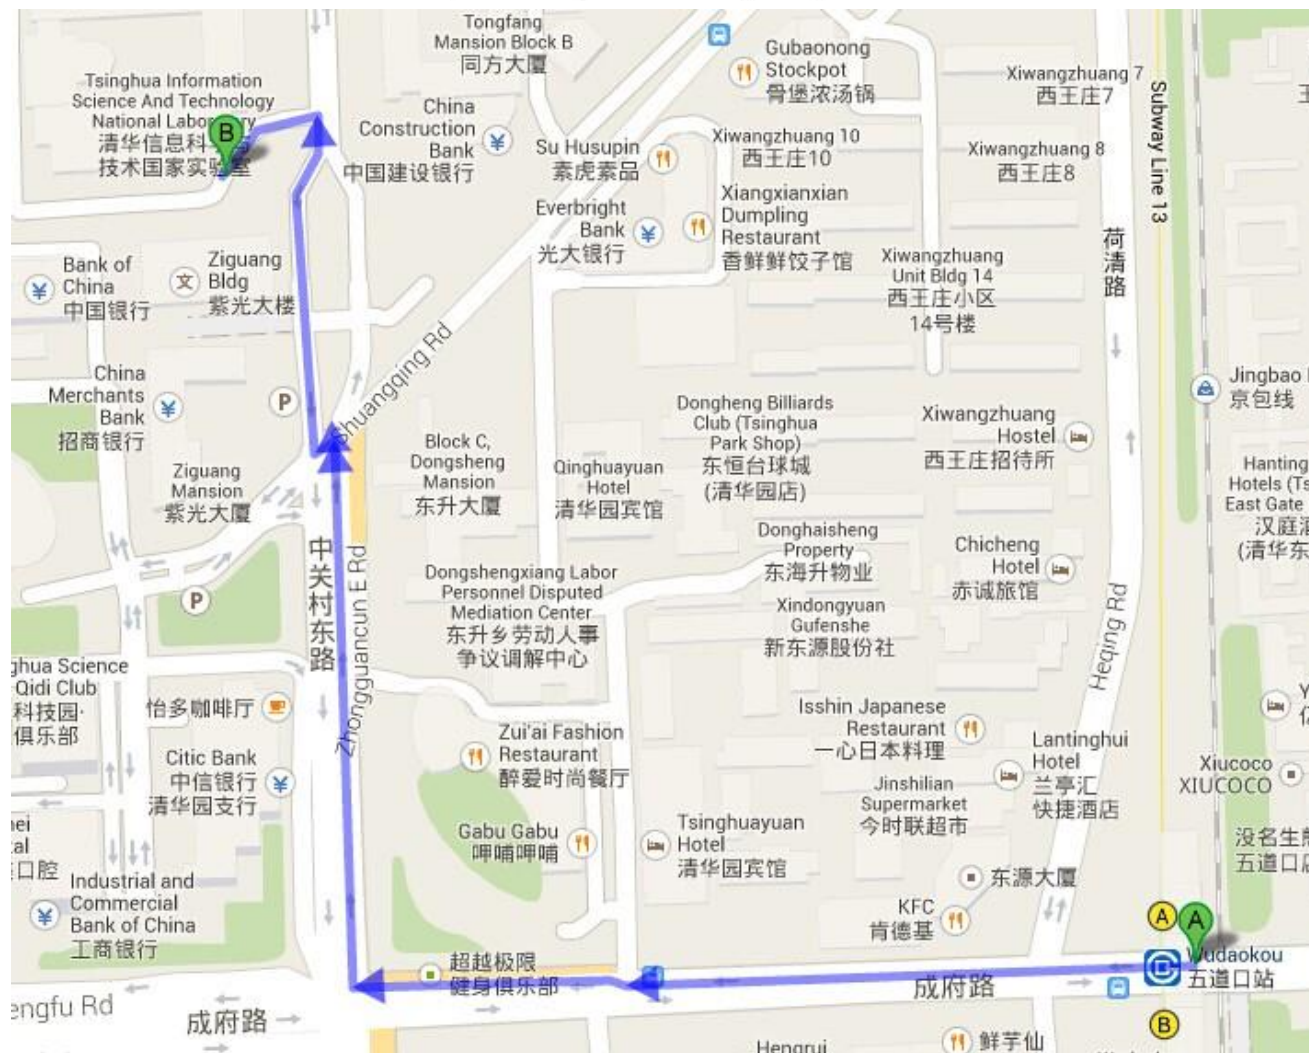 Tongfang
Mansion Block B
同方大厦
Gubaonong
Stockpot
骨堡浓汤锅
Xiwangzhuang 7
西王庄7
Subway Line 13
Tsinghua Information
Science And Technology
National
清华信息科
技术国家实验室
B
China
Construction
Bank
中国建设银行
Su Husupin
素虎素品
Xiwangzhuang 10
西王庄10
Xiwangzhuang 8
西王庄8
Everbright
Bank
光大银行
Xiangxianxian
Dumpling
Restaurant
香鲜鲜饺子馆
Xiwangzhuang
Unit Bldg 14
西王庄小区
14号楼
荷清路
Bank of
China
中国银行
Ziguang
Bldg
紫光大楼
Shuangqing Rd
China
Merchants
Bank
招商银行
P
Jingbao
京包线
Block C,
Dongsheng
Mansion
东升大厦
Qinghuayuan
Hotel
清华园宾馆
Dongheng Billiards
Club (Tsinghua
Park Shop)
东恒台球城
(清华园店)
Xiwangzhuang
Hostel
西王庄招待所
Hanting
Hotels (Ts
East Gate
汉庭
(清华东
Ziguang
Mansion
紫光大厦
中关村东路
Zhongguancun E Rd
Donghaisheng
Property
东海升物业
Chicheng
Hotel
赤诚旅馆
P
Dongshengxiang Labor
Personnel Disputed
Mediation Center
东升乡劳动人事
争议调解中心
Xindongyuan
Gufenshe
新东源股份社
Heqing Rd
ghua Science
Qidi Club
科技园·
俱乐部
怡多咖啡厅
Citic Bank
中信银行
清华园支行
Zui'ai Fashion
Restaurant
醉爱时尚餐厅
Isshin Japanese
Restaurant
一心日本料理
Lantinghui
Hotel
兰亭汇
快捷酒店
Xiucoco
XIUCOCO
Jinshilian
Supermarket
今时联超市
Gabu Gabu
呷哺呷哺
Tsinghuayuan
Hotel
清华园宾馆
没名生
五道口
口腔
Industrial and
Commercial
Bank of China
工商银行
东源大厦
KFC
肯德基
A
A
Wudaokou
五道口站
超越极限
健身俱乐部
成府路
engfu Rd
成府路
B
Hengrui
鲜芋仙